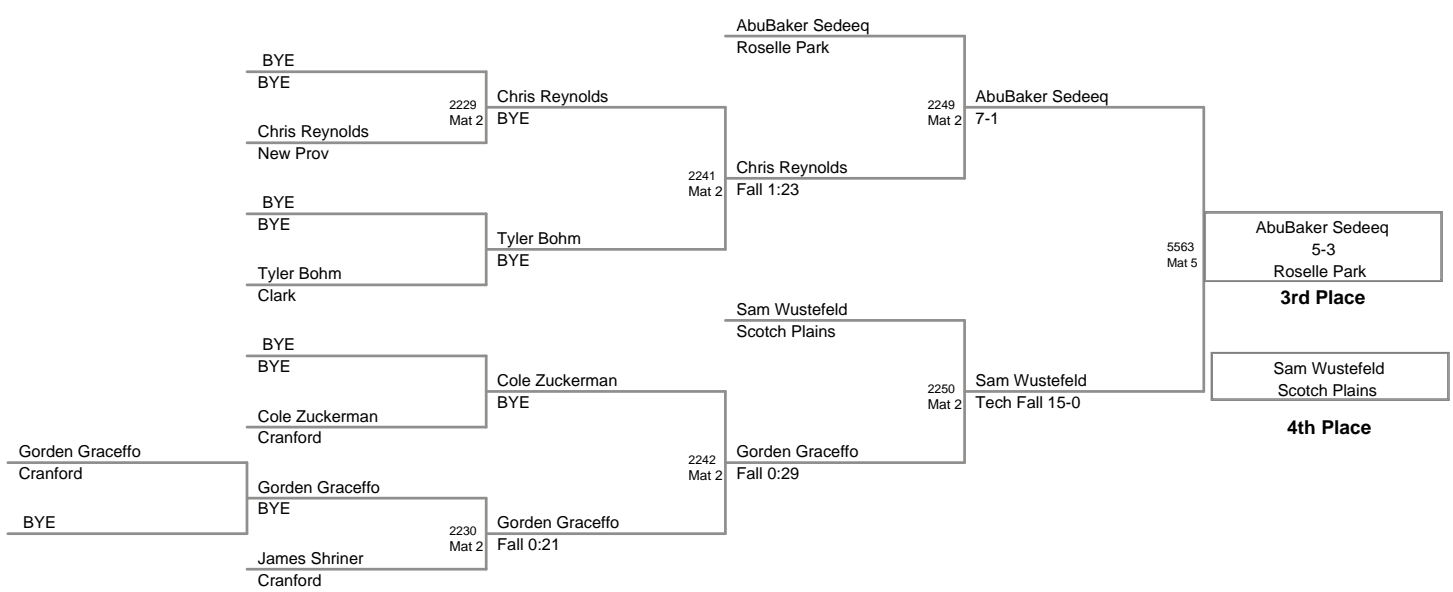 AbuBaker Sedeeq
Roselle Park
BYE
BYE
2229
Mat 2
Chris Reynolds
BYE
Chris Reynolds
New Prov
2249
Mat 2
AbuBaker Sedeeq
7-1
2241
Mat 2
Chris Reynolds
Fall 1:23
BYE
BYE
Tyler Bohm
BYE
Tyler Bohm
Clark
5563
Mat 5
AbuBaker Sedeeq
5-3
Roselle Park
3rd Place
Sam Wustefeld
Scotch Plains
BYE
BYE
Cole Zuckerman
BYE
Cole Zuckerman
Cranford
2250
Mat 2
Sam Wustefeld
Tech Fall 15-0
Sam Wustefeld
Scotch Plains
4th Place
Gorden Graceffo
Cranford
2242
Mat 2
Gorden Graceffo
Fall 0:29
Gorden Graceffo
BYE
BYE
2230
Mat 2
Gorden Graceffo
Fall 0:21
James Shriner
Cranford